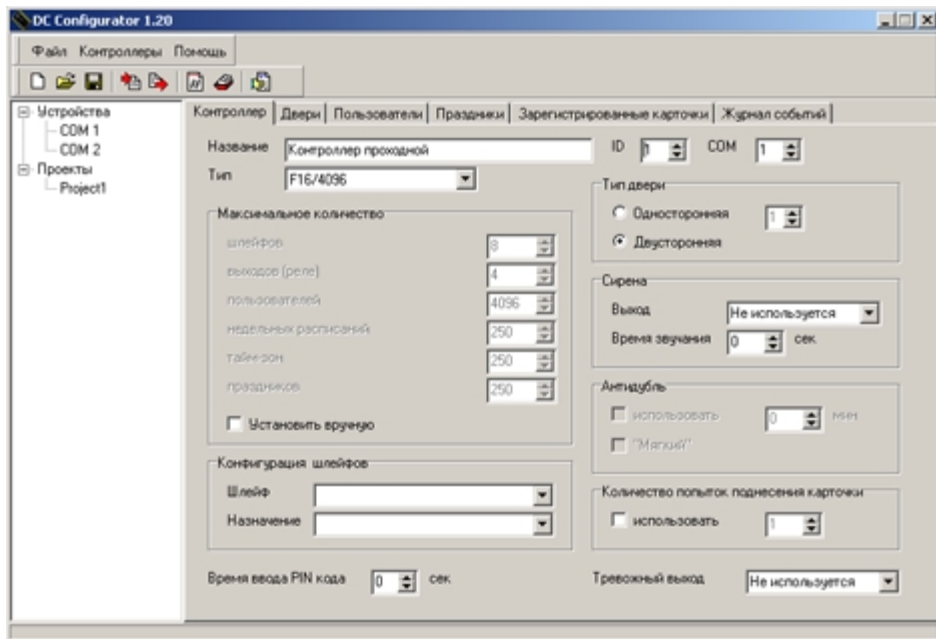 DC Configurator 1.20
Файл Контроллеры Помощь
Устройства
COM 1
COM 2
Проекты
Project1
Контроллер Двери Пользователи Праздники Зарегистрированные карточки Журнал событий
Название Контроллер проходной ID 1 COM 1
Тип F16/4096
Максимальное количество
шлейфов 8
выходов (реле) 4
пользователей 4096
недельных расписаний 250
тайм-зон 250
праздников 250
Установить вручную
Конфигурация шлейфов
Шлейф
Назначение
Время ввода PIN кода 0 сек
Тип двери
Односторонняя 1
Двусторонняя
Сирена
Выход Не используется
Время звучания 0 сек
Антидубль
использовать 0 мин
"Мягкий"
Количество попыток поднесения карточки
использовать 1
Тревожный выход Не используется